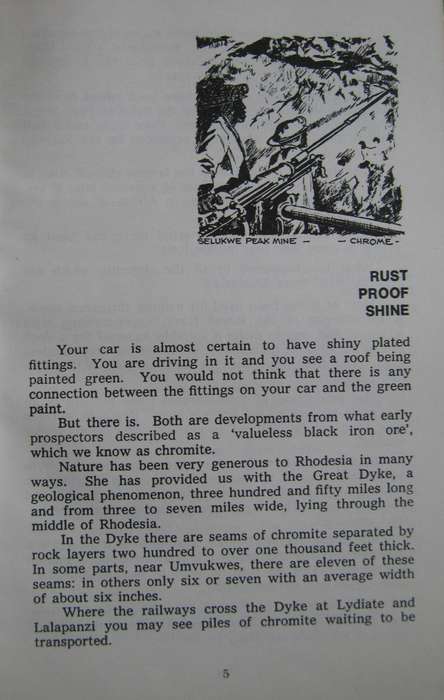 SELUKWE PEAK MINE - - CHROME -
RUST
PROOF
SHINE
Your car is almost certain to have shiny plated
fittings. You are driving in it and you see a roof being
painted green. You would not think that there is any
connection between the fittings on your car and the green
paint.
But there is. Both are developments from what early
prospectors described as a 'valueless black iron ore',
which we know as chromite.
Nature has been very generous to Rhodesia in many
ways. She has provided us with the Great Dyke, a
geological phenomenon, three hundred and fifty miles long
and from three to seven miles wide, lying through the
middle of Rhodesia.
In the Dyke there are seams of chromite separated by
rock layers two hundred to over one thousand feet thick.
In some parts, near Umvukwes, there are eleven of these
seams: in others only six or seven with an average width
of about six inches.
Where the railways cross the Dyke at Lydiate and
Lalapanzi you may see piles of chromite waiting to be
transported.
5